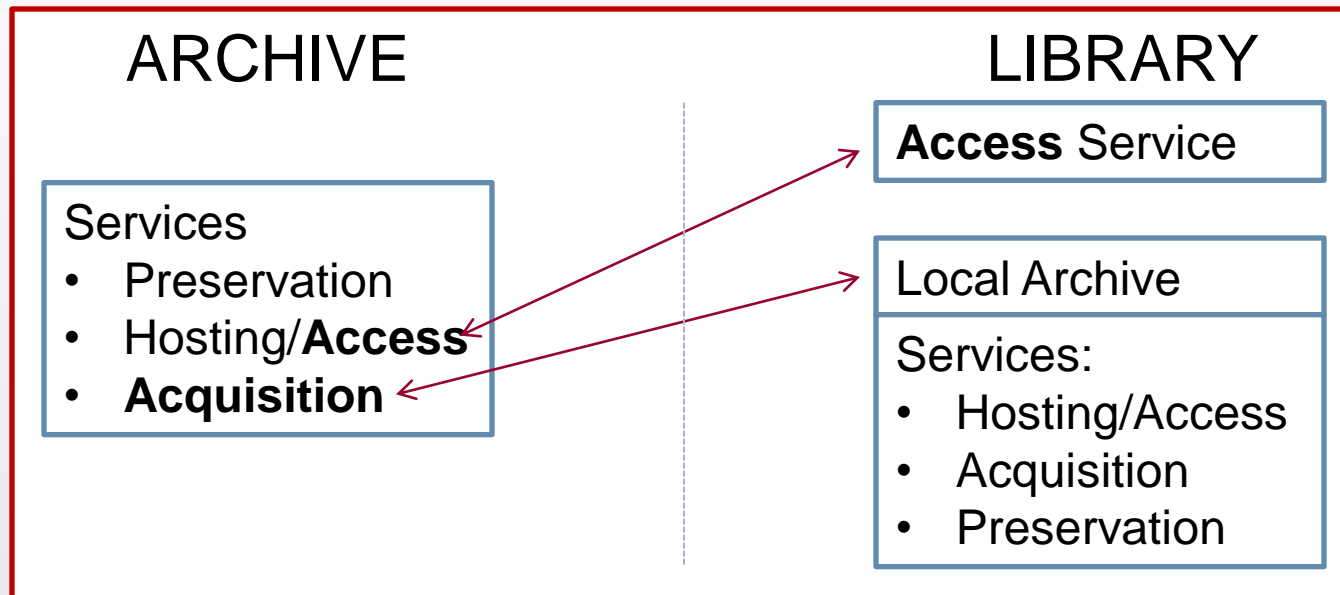 ARCHIVE
Services
• Preservation
• Hosting/Access
• Acquisition
LIBRARY
Access Service
Local Archive
Services:
• Hosting/Access
• Acquisition
• Preservation